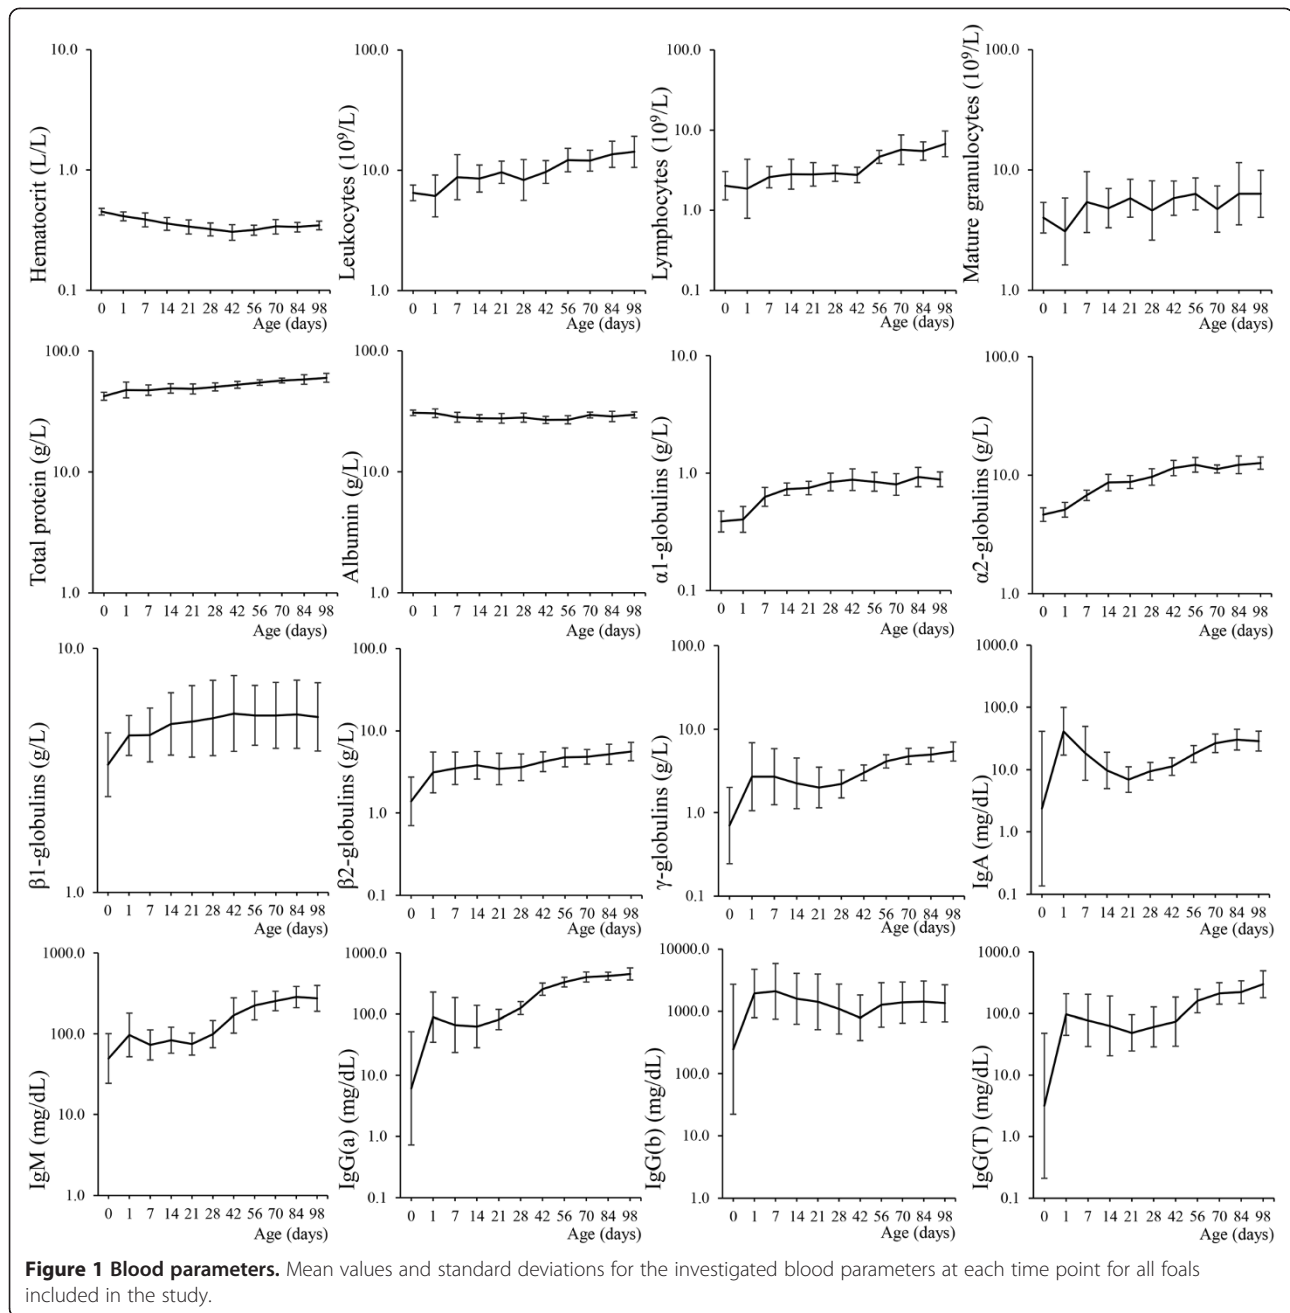 Hematocrit (L/L)
10.0
1.0
0.1
0 1 7 14 21 28 42 56 70 84 98
Age (days)
Leukocytes (10⁹/L)
100.0
10.0
1.0
0 1 7 14 21 28 42 56 70 84 98
Age (days)
Lymphocytes (10⁹/L)
100.0
10.0
1.0
0.1
0 1 7 14 21 28 42 56 70 84 98
Age (days)
Mature granulocytes (10⁹/L)
100.0
10.0
1.0
0 1 7 14 21 28 42 56 70 84 98
Age (days)
Total protein (g/L)
100.0
10.0
1.0
0 1 7 14 21 28 42 56 70 84 98
Age (days)
Albumin (g/L)
100.0
10.0
1.0
0 1 7 14 21 28 42 56 70 84 98
Age (days)
α1-globulins (g/L)
10.0
1.0
0.1
0 1 7 14 21 28 42 56 70 84 98
Age (days)
α2-globulins (g/L)
100.0
10.0
1.0
0 1 7 14 21 28 42 56 70 84 98
Age (days)
β1-globulins (g/L)
10.0
1.0
0 1 7 14 21 28 42 56 70 84 98
Age (days)
β2-globulins (g/L)
100.0
10.0
1.0
0.1
0 1 7 14 21 28 42 56 70 84 98
Age (days)
γ-globulins (g/L)
100.0
10.0
1.0
0.1
0 1 7 14 21 28 42 56 70 84 98
Age (days)
IgA (mg/dL)
1000.0
100.0
10.0
1.0
0.1
0 1 7 14 21 28 42 56 70 84 98
Age (days)
IgM (mg/dL)
1000.0
100.0
10.0
1.0
0 1 7 14 21 28 42 56 70 84 98
Age (days)
IgG(a) (mg/dL)
1000.0
100.0
10.0
1.0
0.1
0 1 7 14 21 28 42 56 70 84 98
Age (days)
IgG(b) (mg/dL)
10000.0
1000.0
100.0
10.0
1.0
0 1 7 14 21 28 42 56 70 84 98
Age (days)
IgG(T) (mg/dL)
1000.0
100.0
10.0
1.0
0.1
0 1 7 14 21 28 42 56 70 84 98
Age (days)
Figure 1 Blood parameters. Mean values and standard deviations for the investigated blood parameters at each time point for all foals
included in the study.